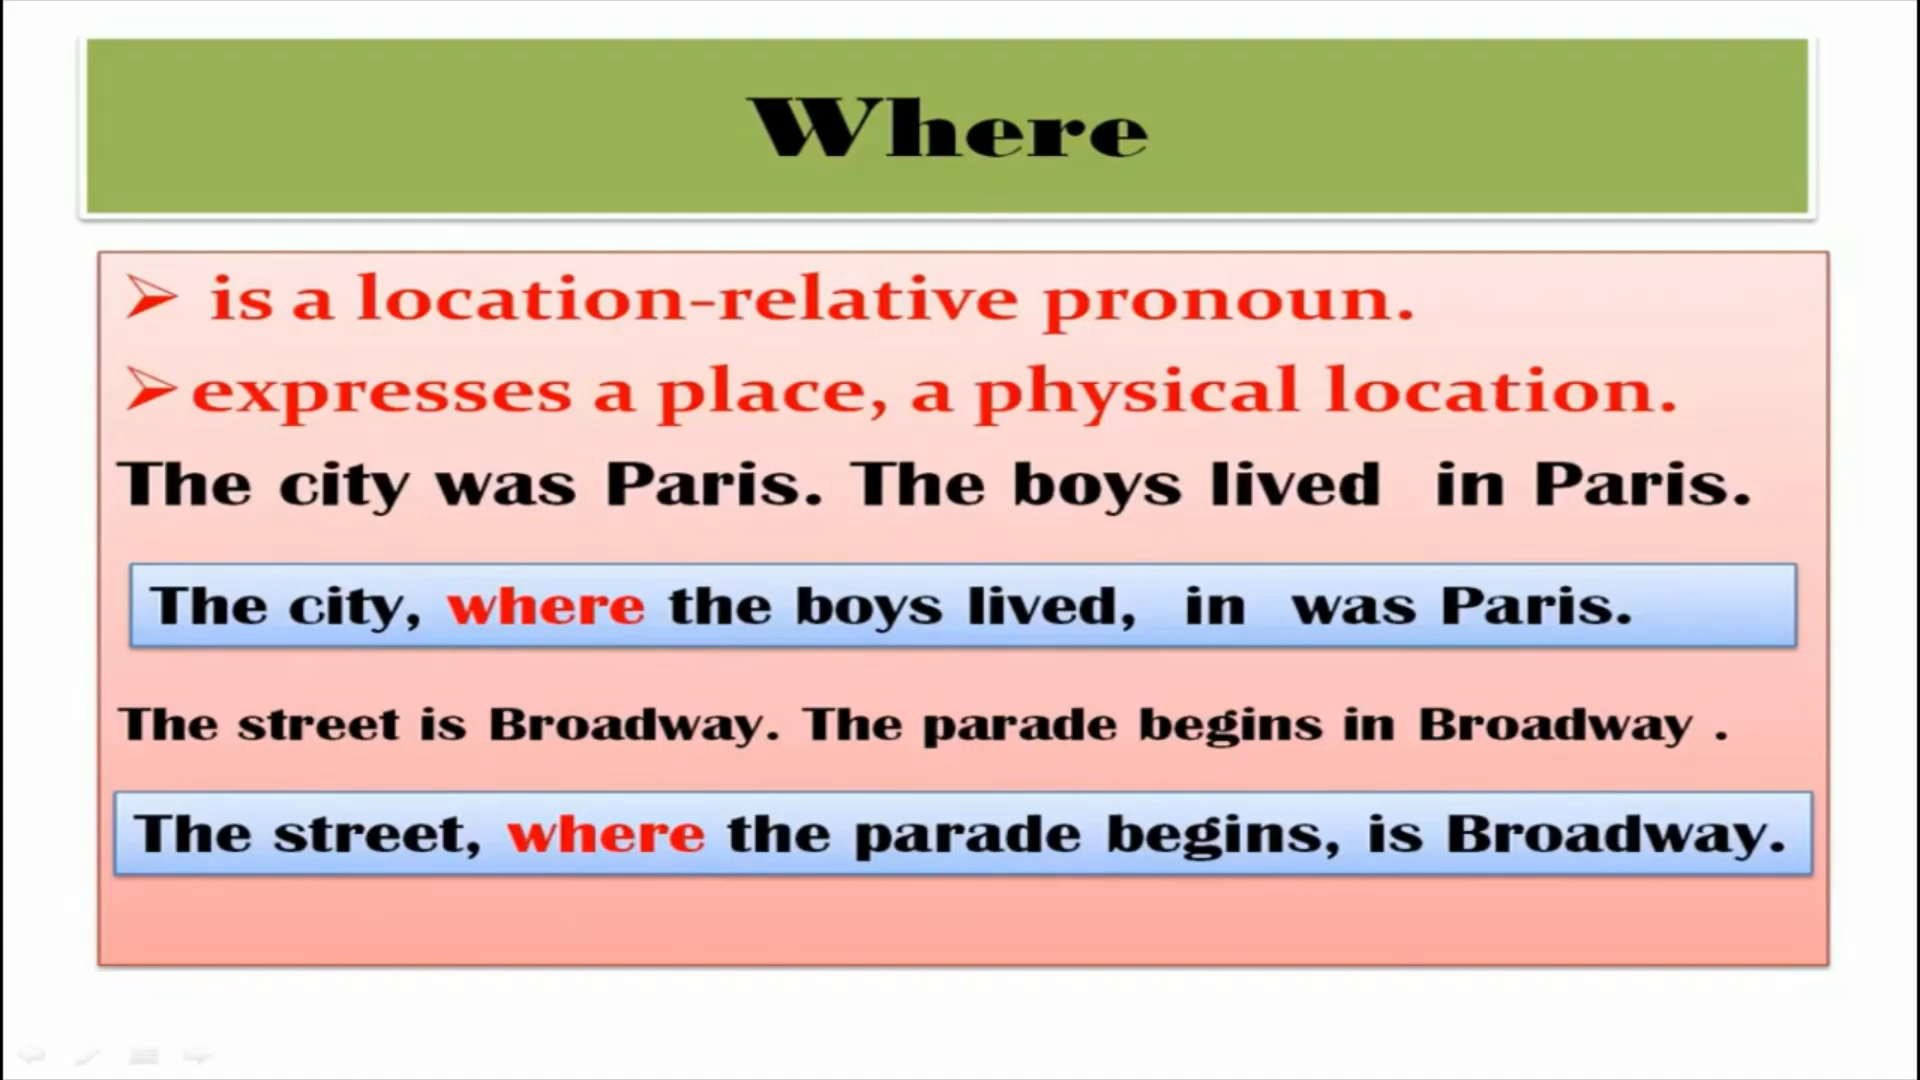 Where
is a location-relative pronoun.
expresses a place, a physical location.
The city was Paris. The boys lived in Paris.
The city, where the boys lived, in was Paris.
The street is Broadway. The parade begins in Broadway .
The street, where the parade begins, is Broadway.